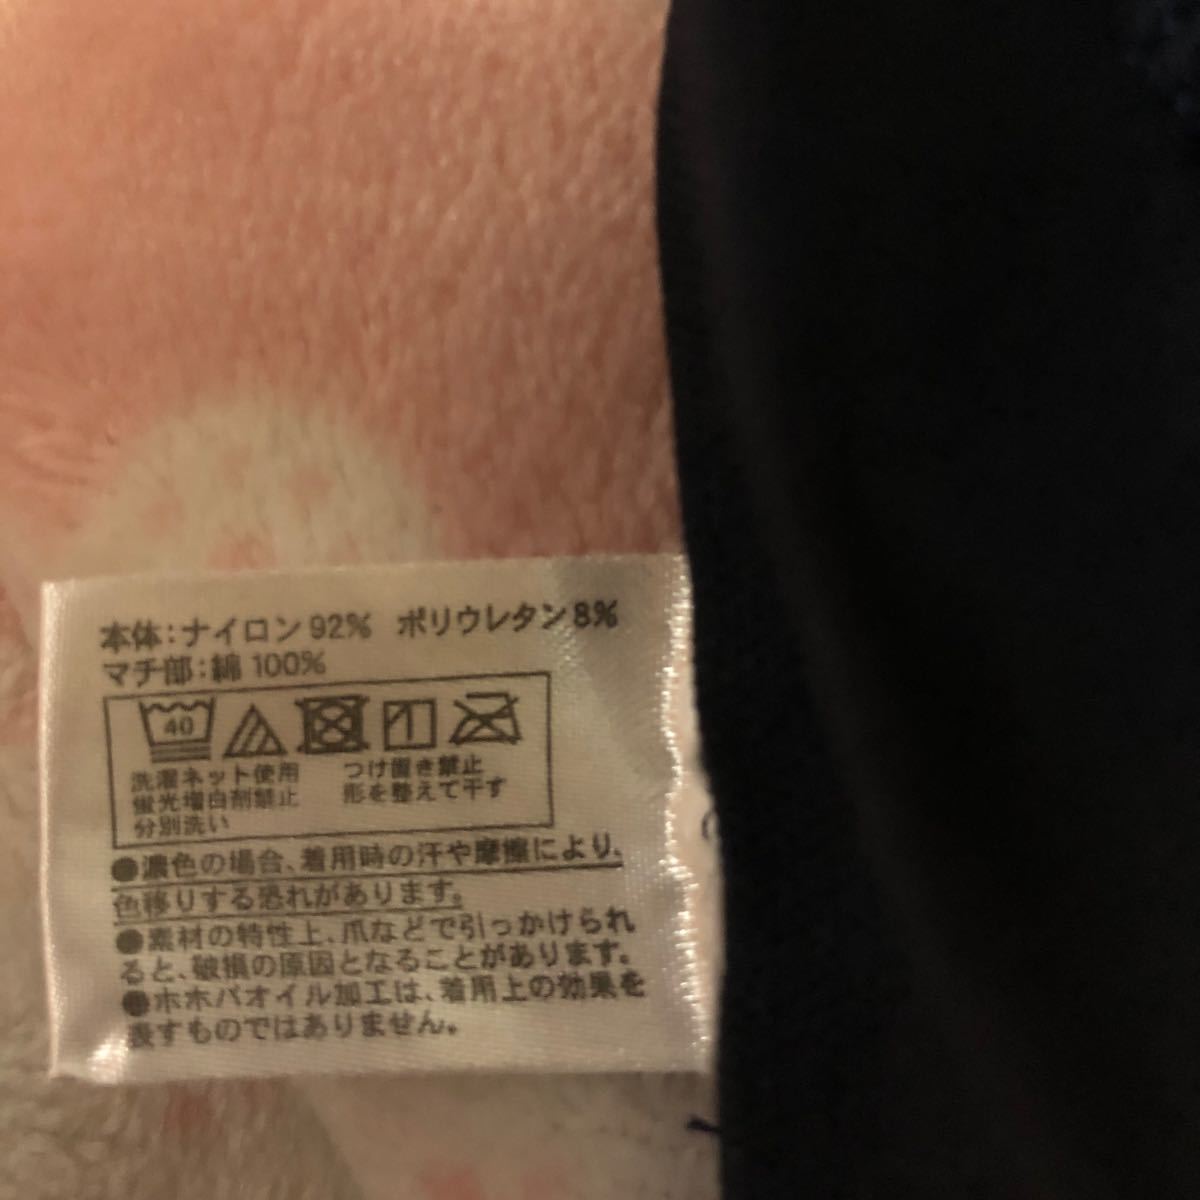 本体:ナイロン92% ポリウレタン8%
マチ部:綿 100%
40
洗濯ネット使用 つけ置き禁止
蛍光増白剤禁止 形を整えて干す
分別洗い
●濃色の場合、着用時の汗や摩擦により、
色移りする恐れがあります。
●素材の特性上、爪などで引っかけられ
ると、破損の原因となることがあります。
●ホホバオイル加工は、着用上の効果を
表すものではありません。